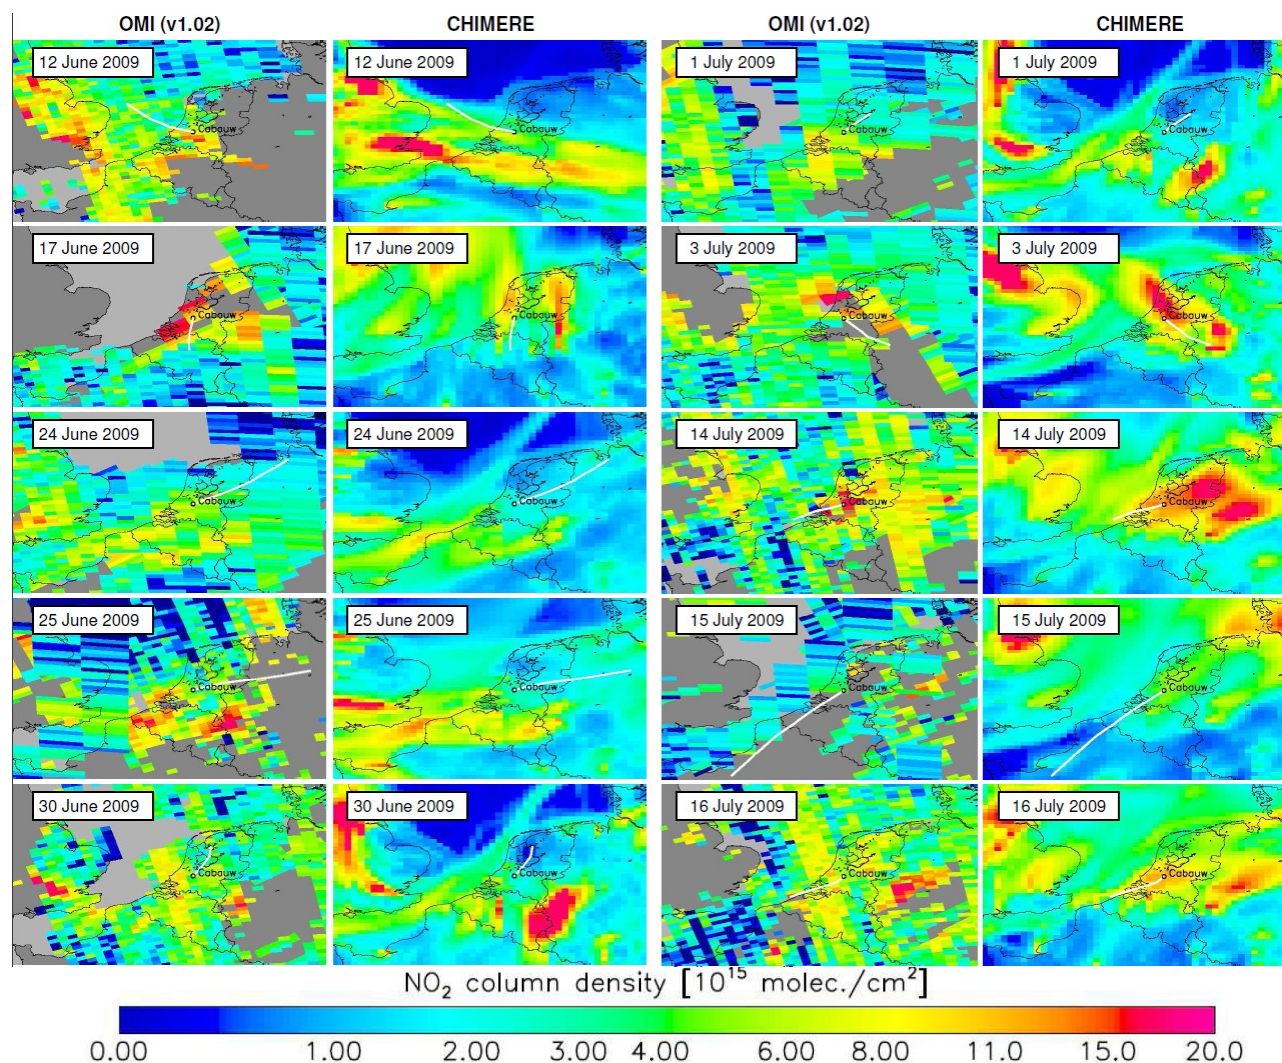 OMI (v1.02) CHIMERE OMI (v1.02) CHIMERE
12 June 2009 12 June 2009 1 July 2009 1 July 2009
Cabauw Cabauw Cabauw Cabauw
17 June 2009 17 June 2009 3 July 2009 3 July 2009
Cabauw Cabauw Cabauw Cabauw
24 June 2009 24 June 2009 14 July 2009 14 July 2009
Cabauw Cabauw Cabauw Cabauw
25 June 2009 25 June 2009 15 July 2009 15 July 2009
Cabauw Cabauw Cabauw Cabauw
30 June 2009 30 June 2009 16 July 2009 16 July 2009
Cabauw Cabauw Cabauw Cabauw
NO₂ column density [10¹⁵ molec./cm²]
0.00 1.00 2.00 3.00 4.00 6.00 8.00 11.0 15.0 20.0